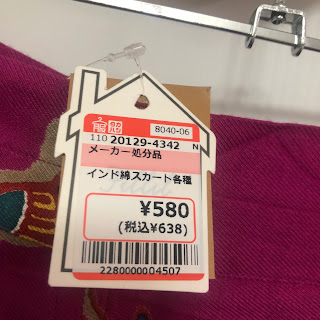 8040-06
110 20129-4342 N
メーカー処分品
インド綿スカート各種
¥580
(税込¥638)
2280000004507